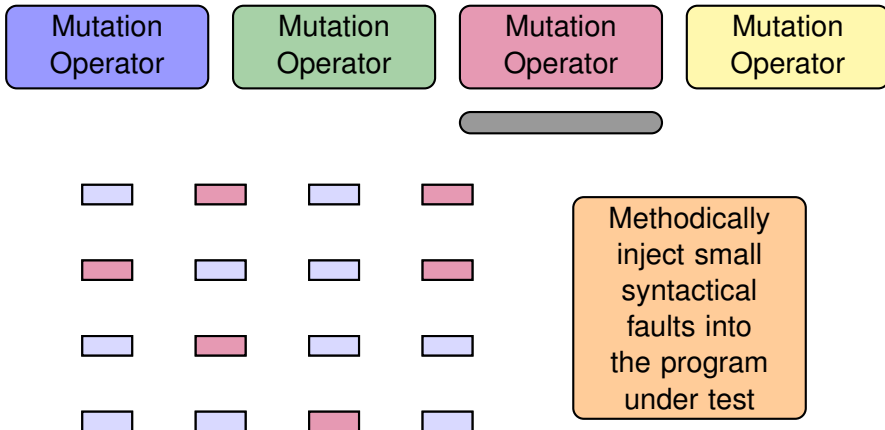 Mutation
Operator
Mutation
Operator
Mutation
Operator
Mutation
Operator
Methodically
inject small
syntactical
faults into
the program
under test